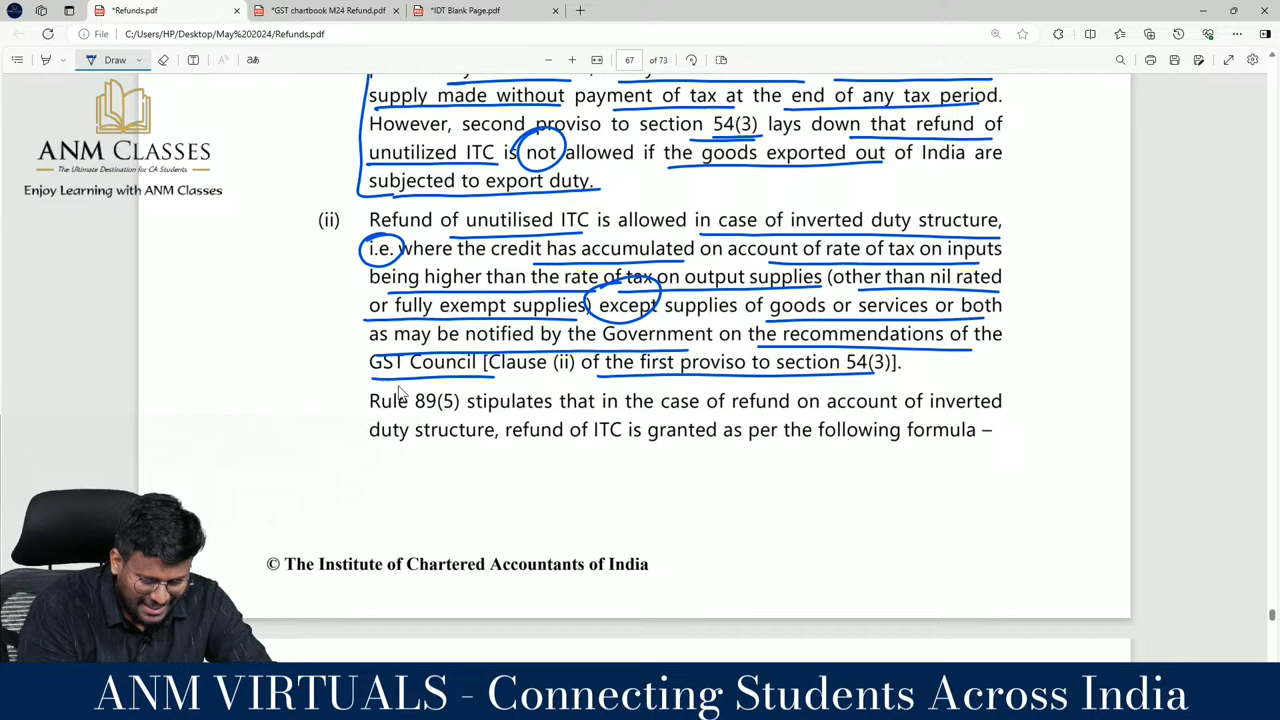 *Refunds.pdf
*GST chartbook M24 Refund.pdf
*IDT Blank Page.pdf
File
C:/Users/HP/Desktop/May%202024/Refunds.pdf
Draw
67 of 73
ANM CLASSES
The Ultimate Destination for CA Students
Enjoy Learning with ANM Classes
supply made without payment of tax at the end of any tax period.
However, second proviso to section 54(3) lays down that refund of
unutilized ITC is not allowed if the goods exported out of India are
subjected to export duty.
(ii) Refund of unutilised ITC is allowed in case of inverted duty structure,
i.e. where the credit has accumulated on account of rate of tax on inputs
being higher than the rate of tax on output supplies (other than nil rated
or fully exempt supplies) except supplies of goods or services or both
as may be notified by the Government on the recommendations of the
GST Council [Clause (ii) of the first proviso to section 54(3)].
Rule 89(5) stipulates that in the case of refund on account of inverted
duty structure, refund of ITC is granted as per the following formula –
© The Institute of Chartered Accountants of India
ANM VIRTUALS - Connecting Students Across India